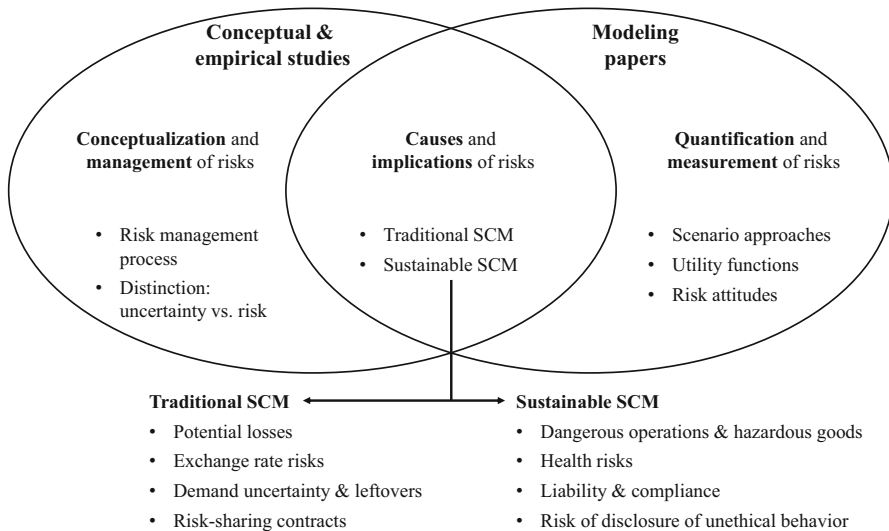 Conceptual &
empirical studies
Modeling
papers
Conceptualization and
management of risks
• Risk management
process
• Distinction:
uncertainty vs. risk
Causes and
implications of risks
• Traditional SCM
• Sustainable SCM
Quantification and
measurement of risks
• Scenario approaches
• Utility functions
• Risk attitudes
Traditional SCM
• Potential losses
• Exchange rate risks
• Demand uncertainty & leftovers
• Risk-sharing contracts
Sustainable SCM
• Dangerous operations & hazardous goods
• Health risks
• Liability & compliance
• Risk of disclosure of unethical behavior